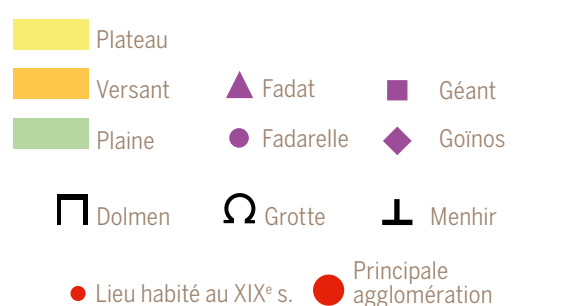 Plateau
Versant Fadat Géant
Plaine Fadarelle Goïnos
Dolmen Grotte Menhir
Lieu habité au XIXᵉ s. Principale
agglomération